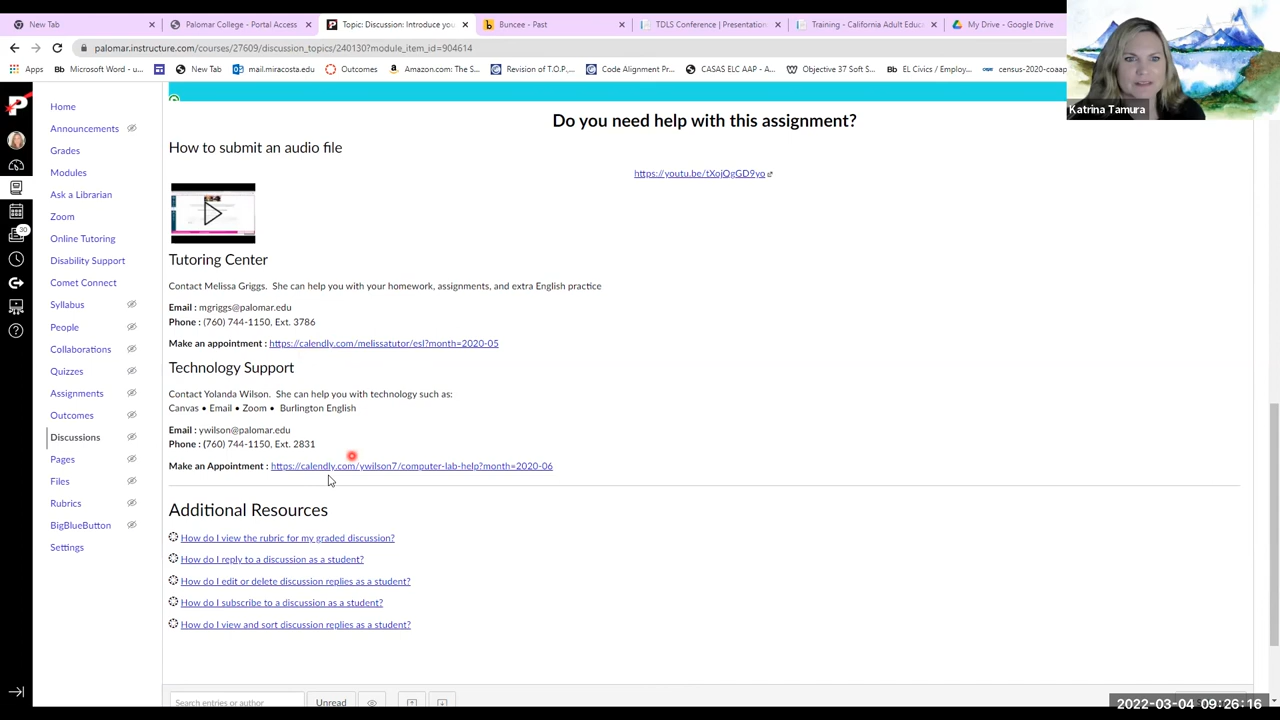 New Tab
Palomar College - Portal Access
Topic: Discussion: Introduce you
Buncee - Past
TDLS Conference | Presentation
Training - California Adult Educ
My Drive - Google Drive
palomar.instructure.com/courses/27609/discussion_topics/240130?module_item_id=904614
Apps
Bb Microsoft Word - u...
New Tab
mail.miracosta.edu
Outcomes
Amazon.com: The S...
Revision of T.O.P....
Code Alignment Pr...
CASAS ELC AAP - A...
Objective 37 Soft S...
Bb EL Civics / Employ...
census-2020-coaap
Katrina Tamura
Home
Announcements
Grades
Modules
Ask a Librarian
Zoom
Online Tutoring
Disability Support
Comet Connect
Syllabus
People
Collaborations
Quizzes
Assignments
Outcomes
Discussions
Pages
Files
Rubrics
BigBlueButton
Settings
30
Do you need help with this assignment?
How to submit an audio file
https://youtu.be/tXojQgGD9yo
Tutoring Center
Contact Melissa Griggs. She can help you with your homework, assignments, and extra English practice
Email : mgriggs@palomar.edu
Phone : (760) 744-1150, Ext. 3786
Make an appointment : https://calendly.com/melissatutor/esl?month=2020-05
Technology Support
Contact Yolanda Wilson. She can help you with technology such as:
Canvas • Email • Zoom • Burlington English
Email : ywilson@palomar.edu
Phone : (760) 744-1150, Ext. 2831
Make an Appointment : https://calendly.com/ywilson7/computer-lab-help?month=2020-06
Additional Resources
How do I view the rubric for my graded discussion?
How do I reply to a discussion as a student?
How do I edit or delete discussion replies as a student?
How do I subscribe to a discussion as a student?
How do I view and sort discussion replies as a student?
Search entries or author
Unread
2022-03-04 09:26:16